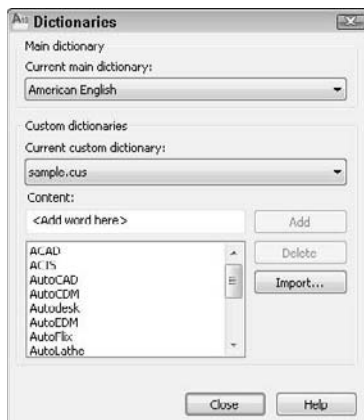 Dictionaries
Main dictionary
Current main dictionary:
American English
Custom dictionaries
Current custom dictionary:
sample.cus
Content:
<Add word here>
Add
ACAD
ACIS
AutoCAD
AutoCDM
Autodesk
AutoEDM
AutoFlix
AutoLathe
Delete
Import...
Close
Help